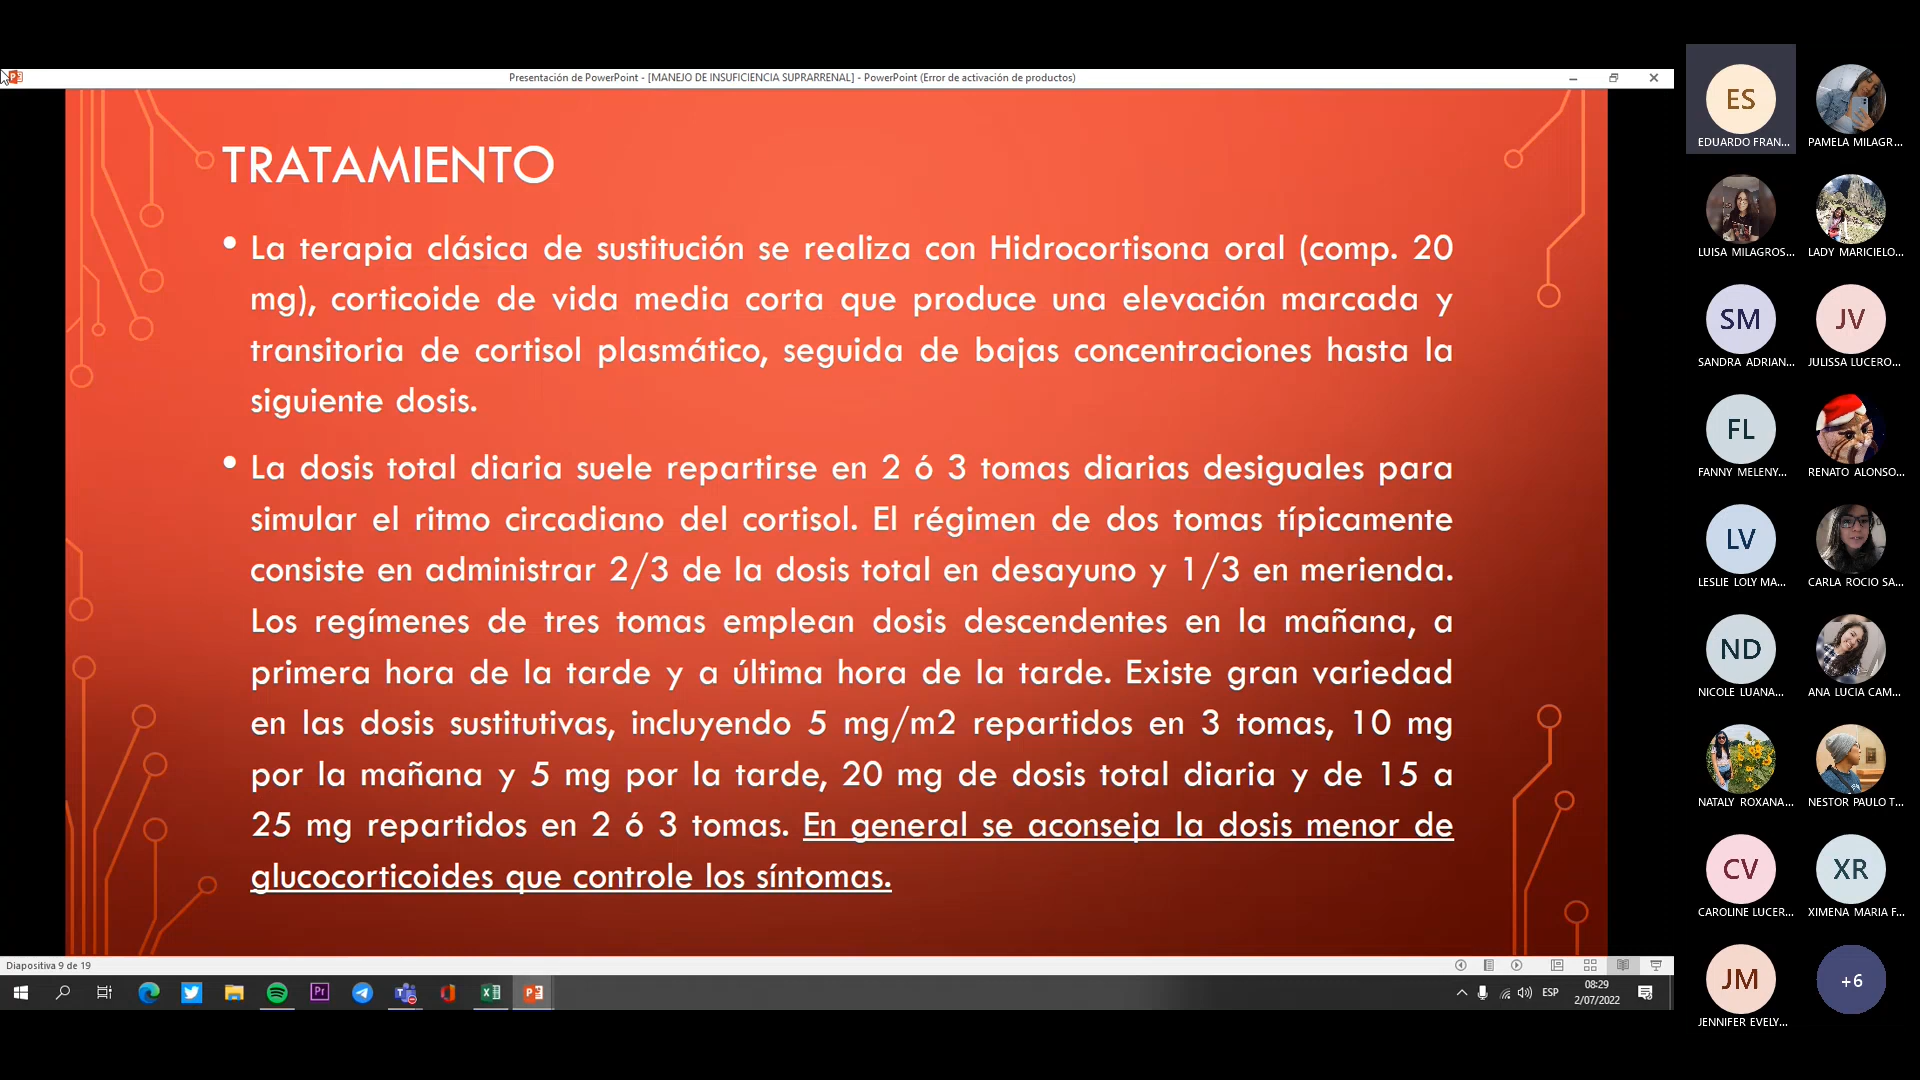 Presentación de PowerPoint - [MANEJO DE INSUFICIENCIA SUPRARRENAL] - PowerPoint (Error de activación de productos)
TRATAMIENTO
• La terapia clásica de sustitución se realiza con Hidrocortisona oral (comp. 20
mg), corticoide de vida media corta que produce una elevación marcada y
transitoria de cortisol plasmático, seguida de bajas concentraciones hasta la
siguiente dosis.
• La dosis total diaria suele repartirse en 2 ó 3 tomas diarias desiguales para
simular el ritmo circadiano del cortisol. El régimen de dos tomas típicamente
consiste en administrar 2/3 de la dosis total en desayuno y 1/3 en merienda.
Los regímenes de tres tomas emplean dosis descendentes en la mañana, a
primera hora de la tarde y a última hora de la tarde. Existe gran variedad
en las dosis sustitutivas, incluyendo 5 mg/m2 repartidos en 3 tomas, 10 mg
por la mañana y 5 mg por la tarde, 20 mg de dosis total diaria y de 15 a
25 mg repartidos en 2 ó 3 tomas. En general se aconseja la dosis menor de
glucocorticoides que controle los síntomas.
Diapositiva 9 de 19
Pr
ESP
08:29
2/07/2022
ES
EDUARDO FRAN...
PAMELA MILAGR...
LUISA MILAGROS...
LADY MARICIELO...
SM
SANDRA ADRIAN...
JV
JULISSA LUCERO...
FL
FANNY MELENY...
RENATO ALONSO...
LV
LESLIE LOLY MA...
CARLA ROCIO SA...
ND
NICOLE LUANA...
ANA LUCIA CAM...
NATALY ROXANA...
NESTOR PAULO T...
CV
CAROLINE LUCER...
XR
XIMENA MARIA F...
JM
JENNIFER EVELY...
+6